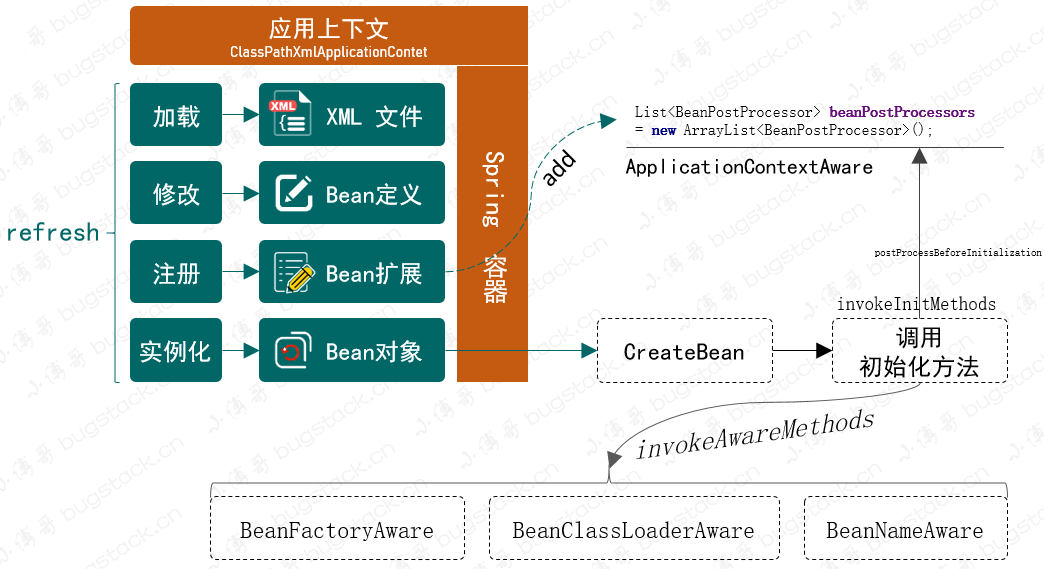 应用上下文
ClassPathXmlApplicationContet
refresh
加载
XML
XML 文件
修改
Bean定义
注册
Bean扩展
实例化
Bean对象
Spring 容器
add
List<BeanPostProcessor> beanPostProcessors
= new ArrayList<BeanPostProcessor>();
ApplicationContextAware
postProcessBeforeInitialization
invokeInitMethods
CreateBean
调用
初始化方法
invokeAwareMethods
BeanFactoryAware
BeanClassLoaderAware
BeanNameAware
小傅哥 bugstack.cn